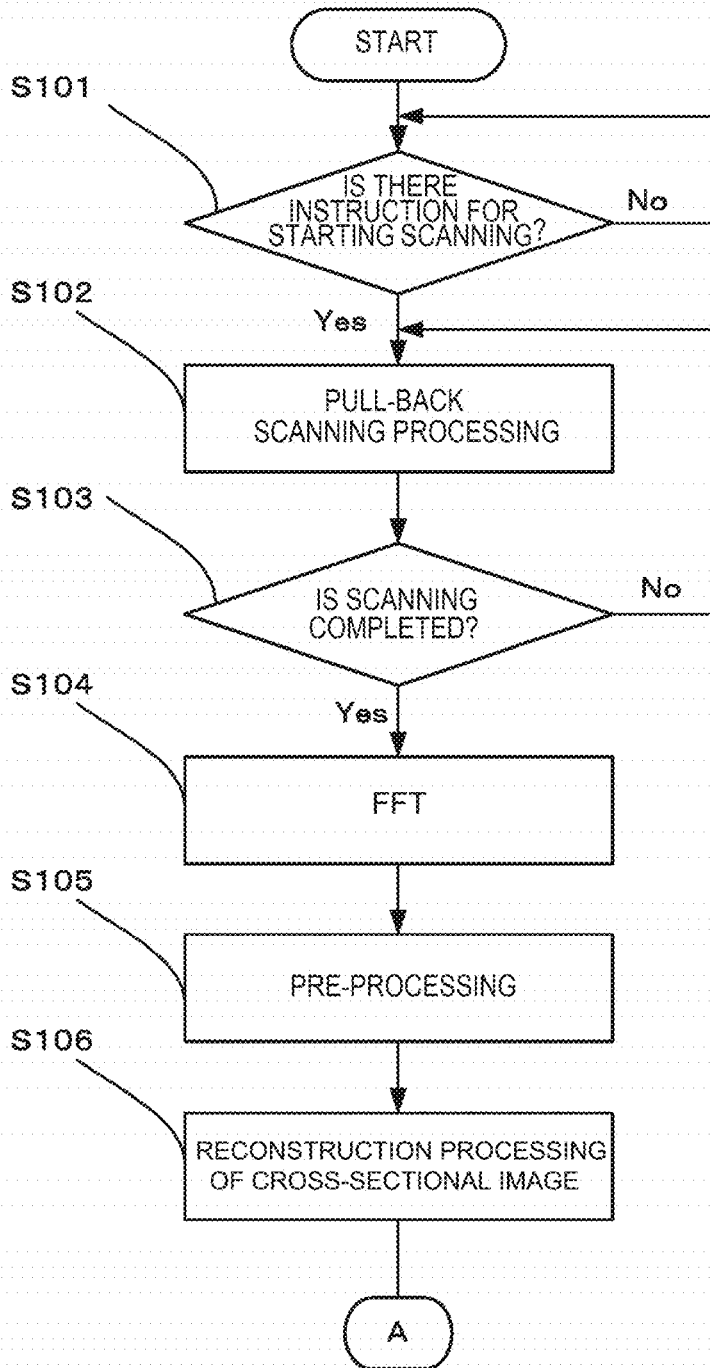 START
S101
IS THERE
INSTRUCTION FOR
STARTING SCANNING?
No
S102
Yes
PULL-BACK
SCANNING PROCESSING
S103
IS SCANNING
COMPLETED?
No
S104
Yes
FFT
S105
PRE-PROCESSING
S106
RECONSTRUCTION PROCESSING
OF CROSS-SECTIONAL IMAGE
A